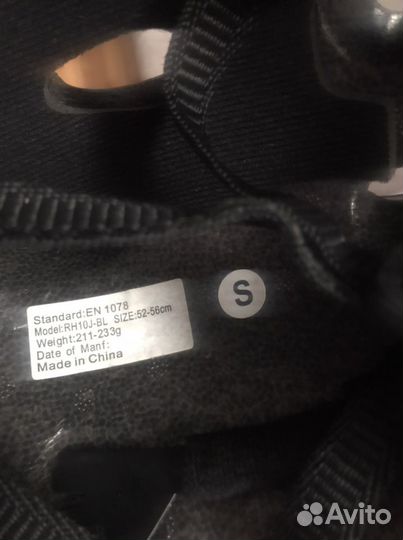 Standard:EN 1078
Model:RH10J-BL SIZE:52-56cm
Weight:211-233g
Date of Manf:
Made in China
S
Avito